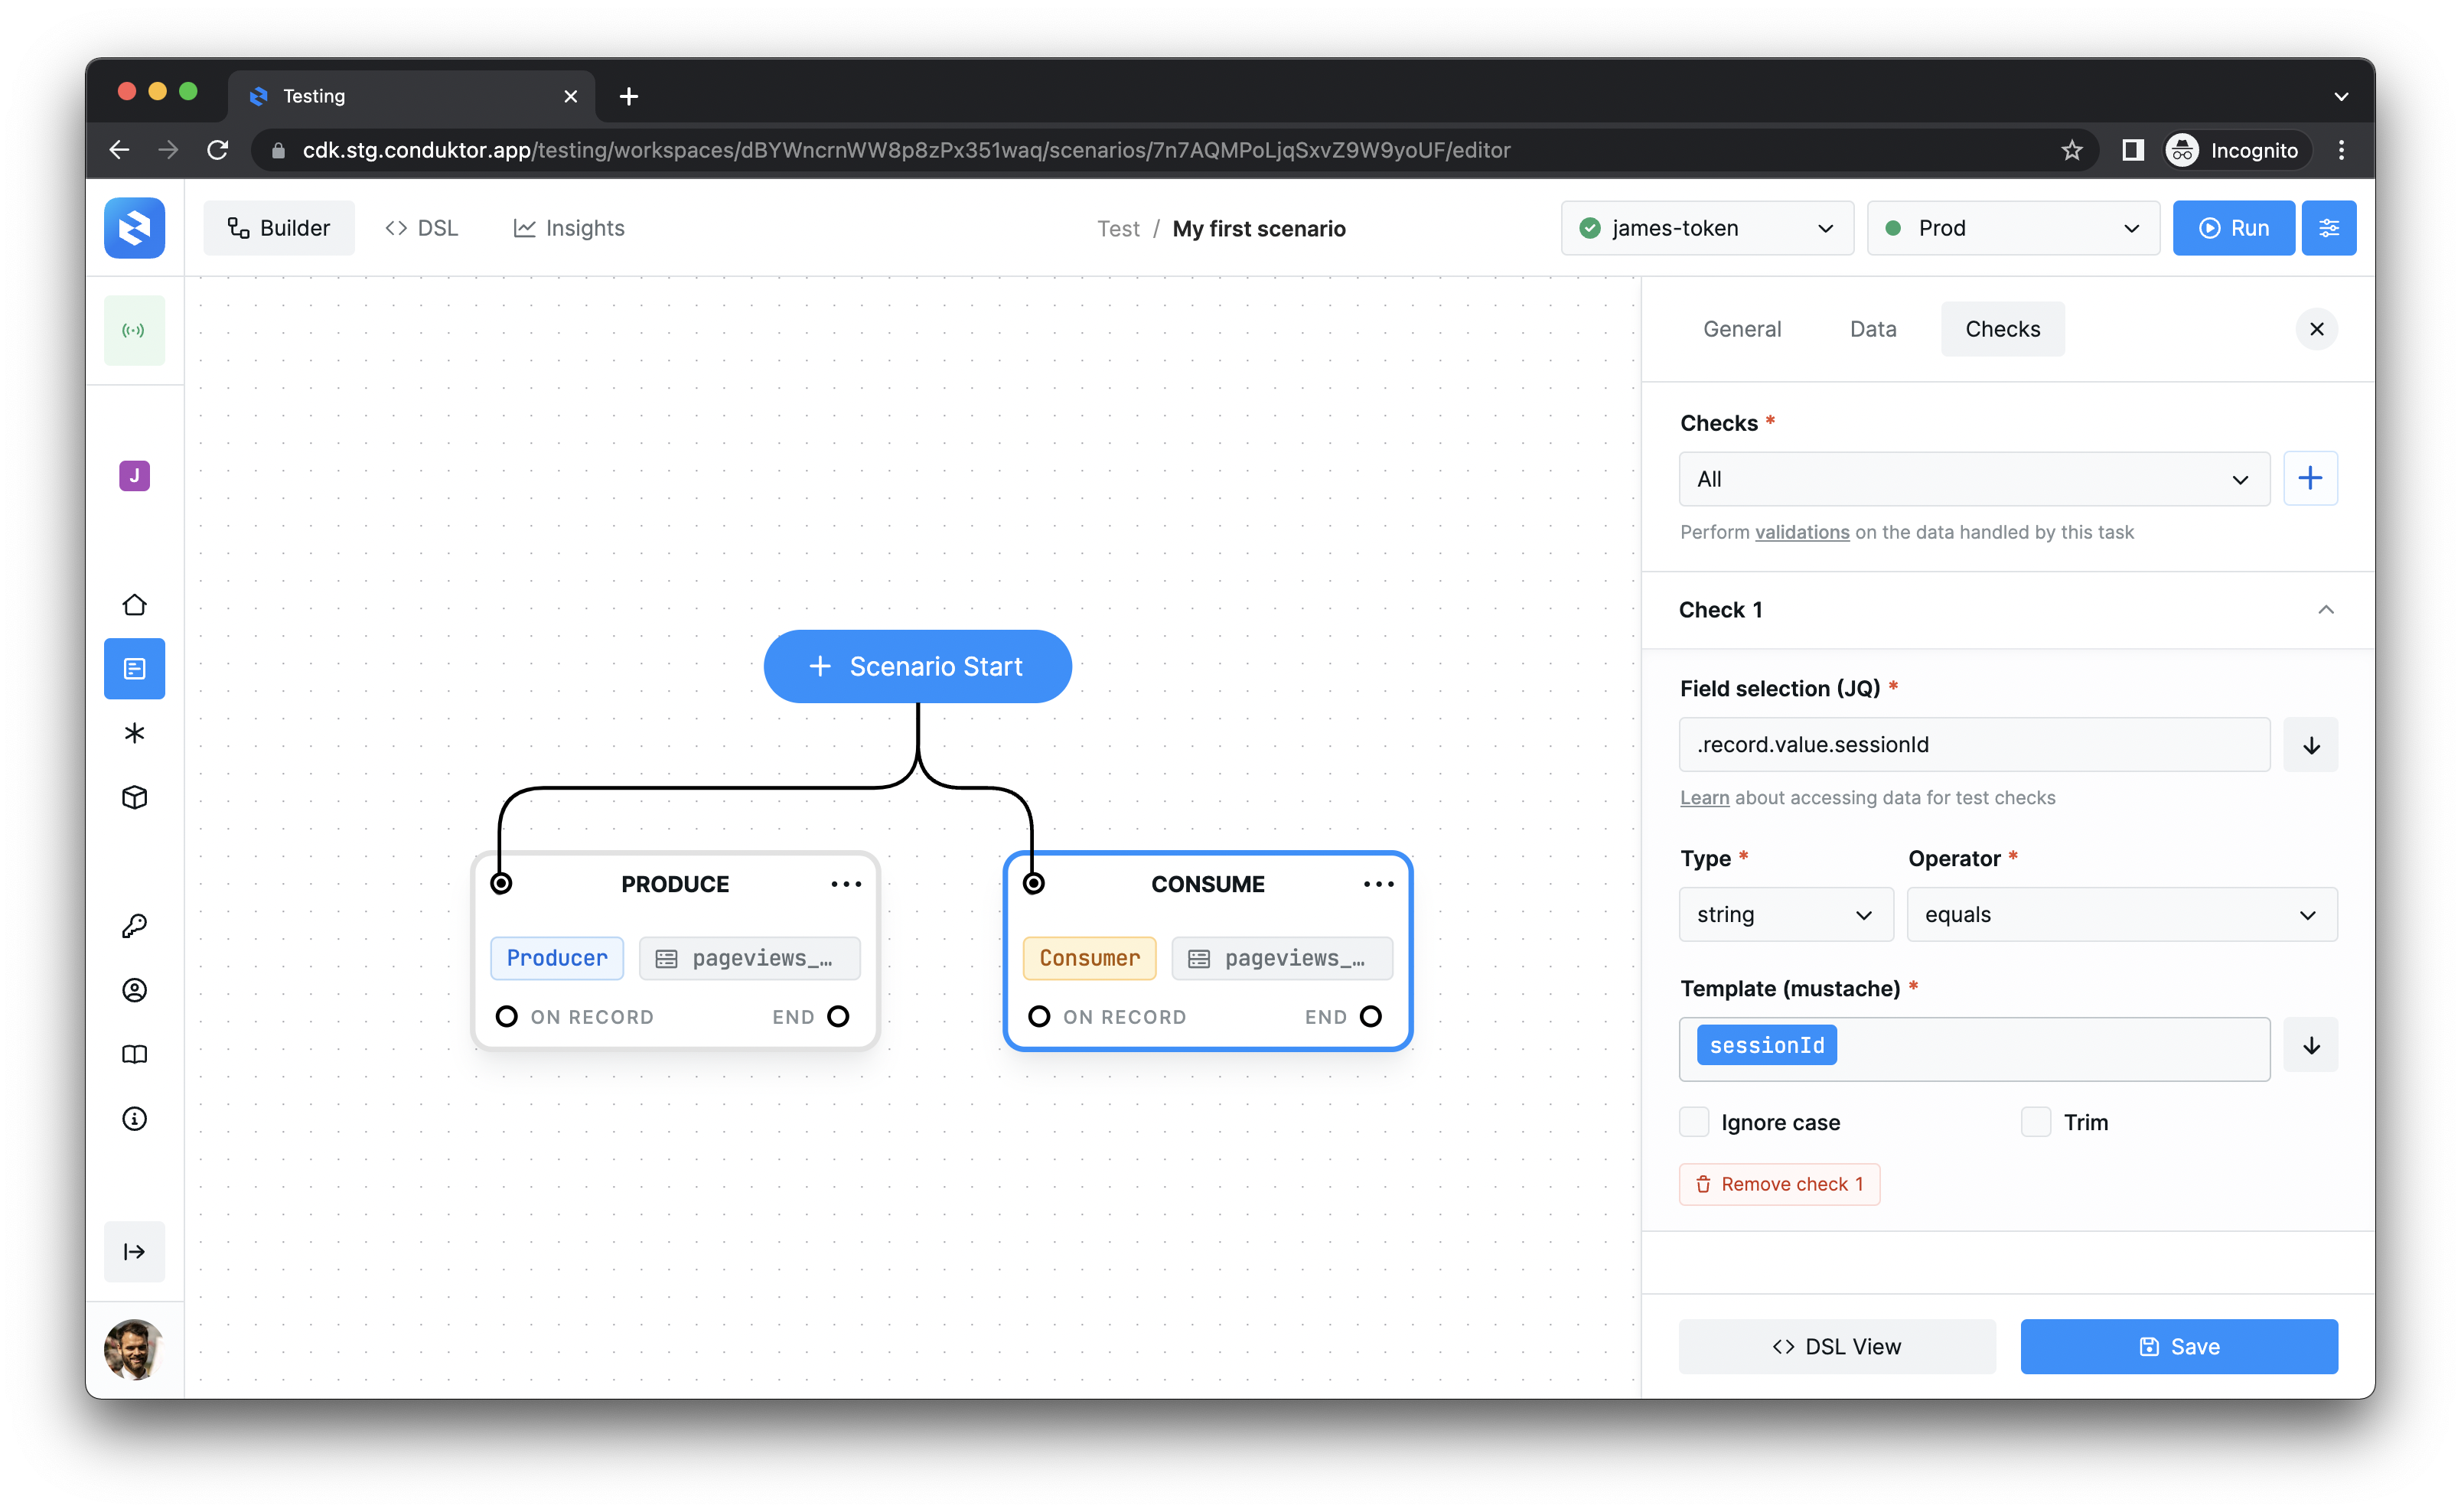 Testing
cdk.stg.conduktor.app/testing/workspaces/dBYWncrnWW8p8zPx351waq/scenarios/7n7AQMPoLjqSxvZ9W9yoUF/editor
Incognito
Builder
DSL
Insights
Test / My first scenario
james-token
Prod
Run
J
General
Data
Checks
Checks *
All
Perform validations on the data handled by this task
Check 1
Field selection (JQ) *
.record.value.sessionId
Learn about accessing data for test checks
Type *
Operator *
string
equals
Template (mustache) *
sessionId
Ignore case
Trim
Remove check 1
<> DSL View
Save
+ Scenario Start
PRODUCE
Producer
pageviews_...
ON RECORD
END
CONSUME
Consumer
pageviews_...
ON RECORD
END